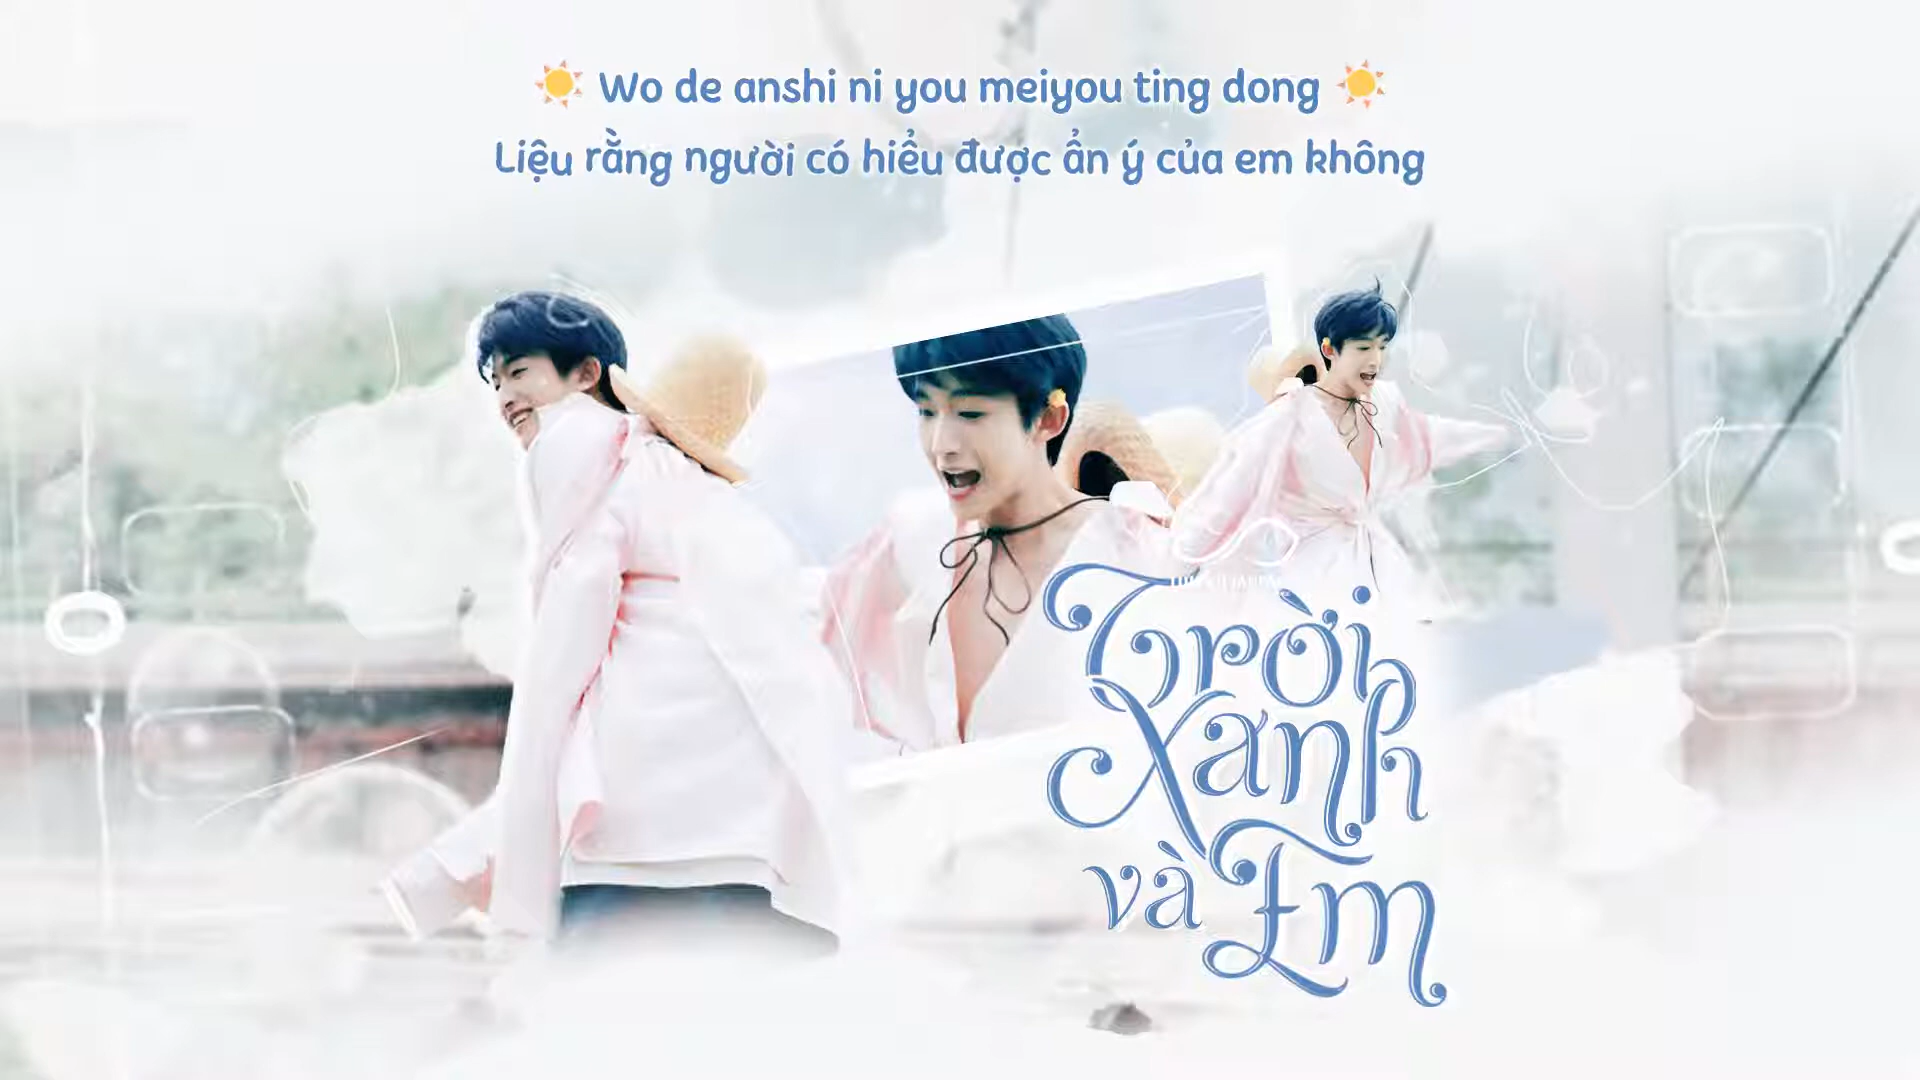 Wo de anshi ni you meiyou ting dong
Liệu rằng người có hiểu được ẩn ý của em không
Trời
Xanh
và Em